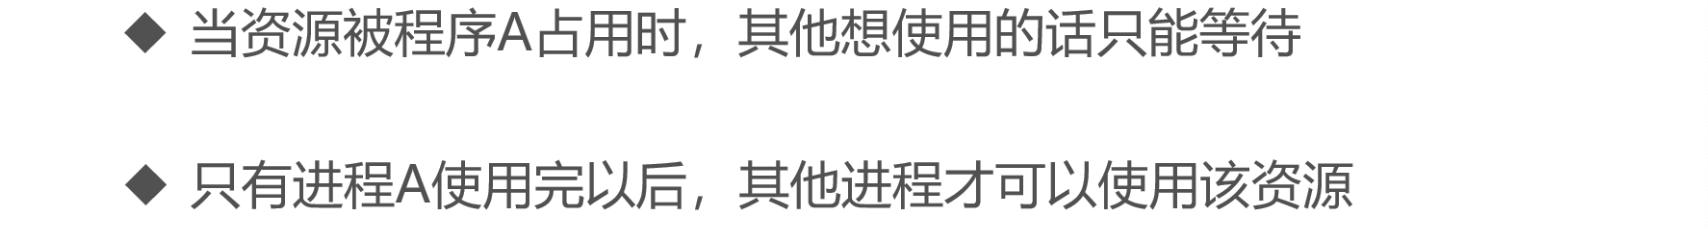 ◆ 当资源被程序A占用时，其他想使用的话只能等待
◆ 只有进程A使用完以后，其他进程才可以使用该资源